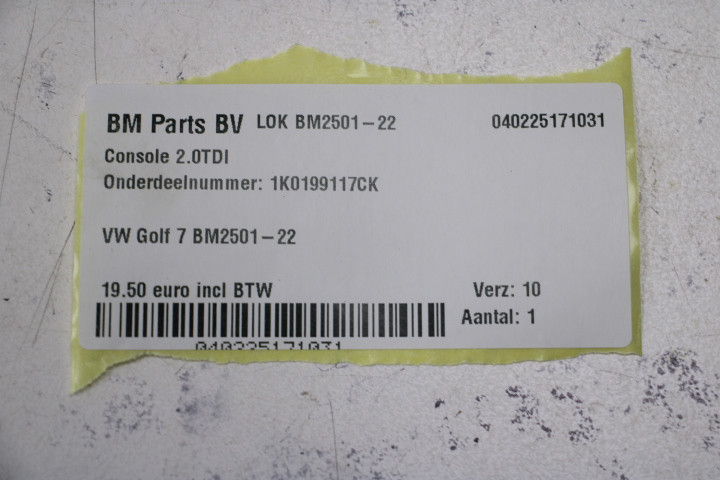 BM Parts BV LOK BM2501-22 040225171031
Console 2.0TDI
Onderdeelnummer: 1K0199117CK
VW Golf 7 BM2501-22
19.50 euro incl BTW Verz: 10
Aantal: 1
040225171031